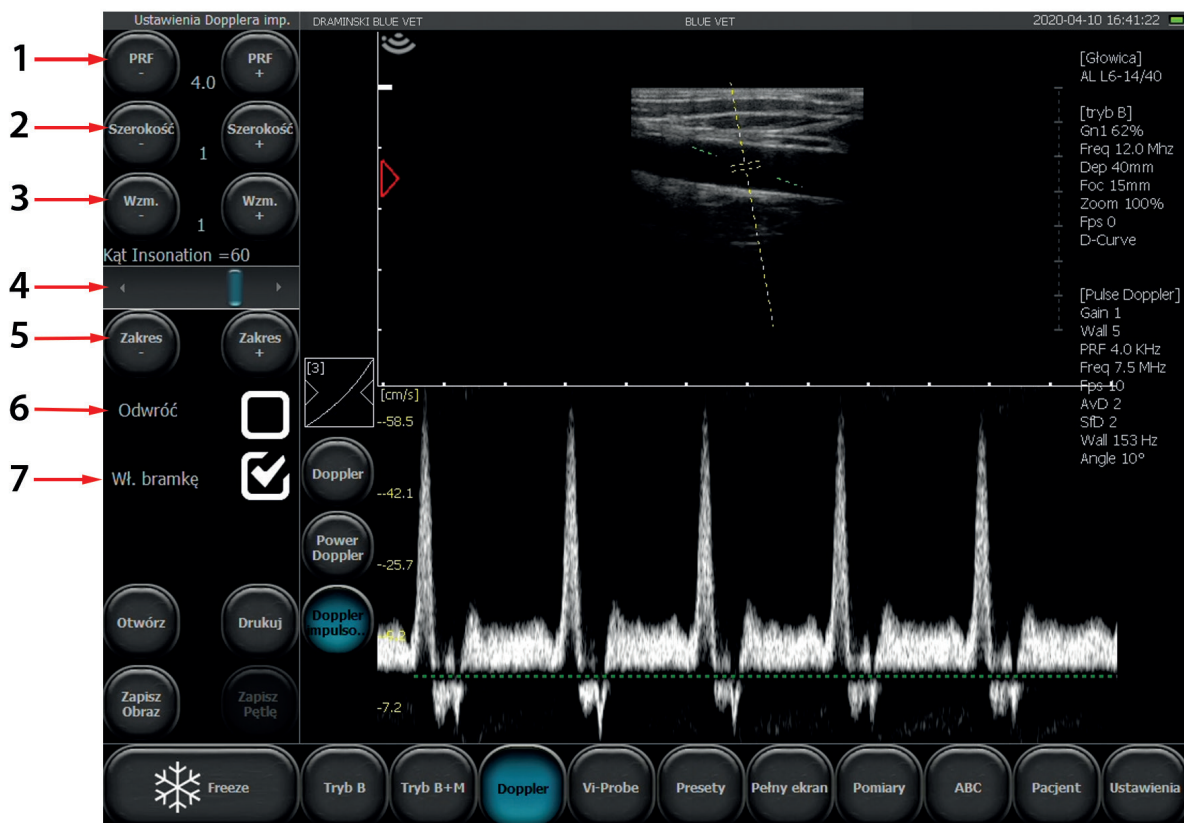 Ustawienia Dopplera imp.
DRAMINSKI BLUE VET
BLUE VET
2020-04-10 16:41:22
1
PRF
-
4.0
PRF
+
2
Szerokość
-
1
Szerokość
+
3
Wzm.
-
1
Wzm.
+
Kąt Insonation =60
4
5
Zakres
-
Zakres
+
6
Odwróć
7
Wł. bramkę
Otwórz
Drukuj
Zapisz
Obraz
Zapisz
Pętlę
[3]
Doppler
Power
Doppler
Doppler
impulso..
[Głowica]
AL L6-14/40
[tryb B]
Gn1 62%
Freq 12.0 Mhz
Dep 40mm
Foc 15mm
Zoom 100%
Fps 0
D-Curve
[Pulse Doppler]
Gain 1
Wall 5
PRF 4.0 KHz
Freq 7.5 MHz
Fps 10
AvD 2
SfD 2
Wall 153 Hz
Angle 10°
[cm/s]
--58.5
--42.1
--25.7
-7.2
Freeze
Tryb B
Tryb B+M
Doppler
Vi-Probe
Presety
Pełny ekran
Pomiary
ABC
Pacjent
Ustawienia